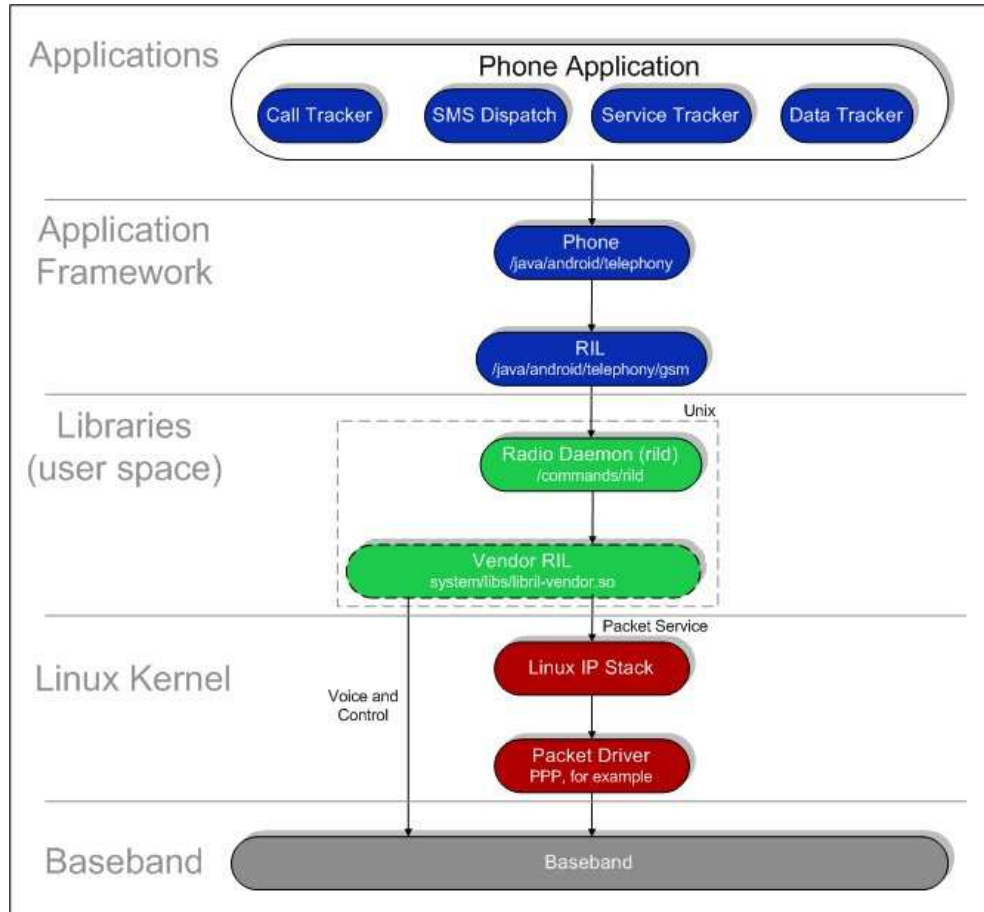 Applications
Phone Application
Call Tracker
SMS Dispatch
Service Tracker
Data Tracker
Application
Framework
Phone
/java/android/telephony
RIL
/java/android/telephony/gsm
Libraries
(user space)
Unix
Radio Daemon (rild)
/commands/rild
Vendor RIL
system/libs/libril-vendor.so
Packet Service
Linux Kernel
Linux IP Stack
Voice and
Control
Packet Driver
PPP, for example
Baseband
Baseband